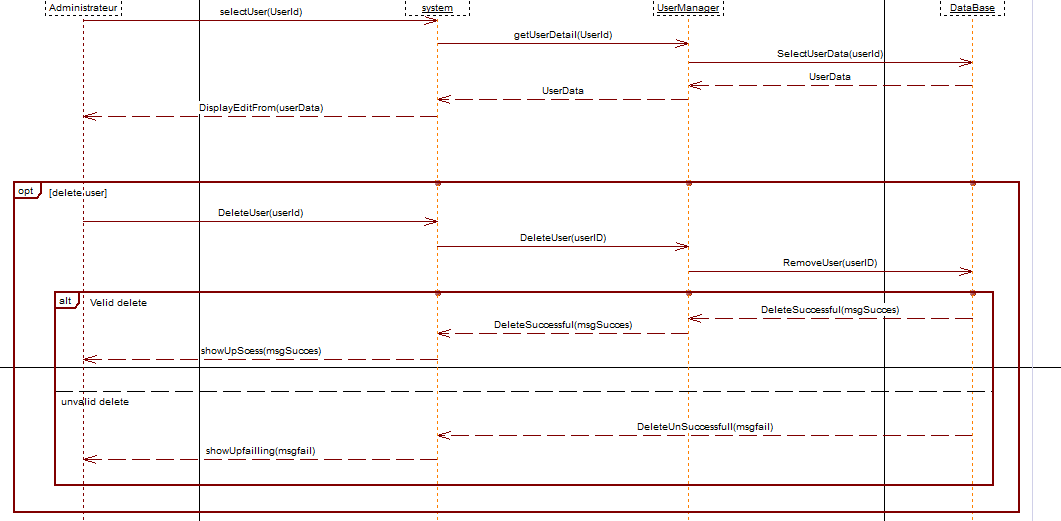 Administrateur
system
UserManager
DataBase
selectUser(UserId)
getUserDetail(UserId)
SelectUserData(userId)
UserData
UserData
DisplayEditFrom(userData)
opt
[delete user]
DeleteUser(userId)
DeleteUser(userID)
RemoveUser(userID)
alt
Velid delete
DeleteSuccessful(msgSucces)
DeleteSuccessful(msgSucces)
showUpScess(msgSucces)
unvalid delete
DeleteUnSuccessfull(msgfail)
showUpfailling(msgfail)